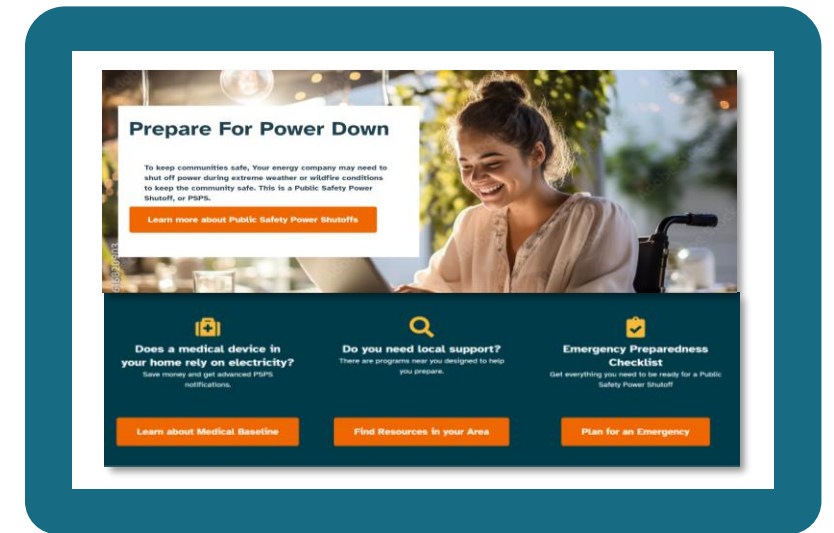 Prepare For Power Down
To keep communities safe, Your energy company may need to
shut off power during extreme weather or wildfire conditions
to keep the community safe. This is a Public Safety Power
Shutoff, or PSPS.
Learn more about Public Safety Power Shutoffs
Does a medical device in
your home rely on electricity?
Save money and get advanced PSPS
notifications.
Learn about Medical Baseline
Do you need local support?
There are programs near you designed to help
you prepare.
Find Resources in your Area
Emergency Preparedness
Checklist
Get everything you need to be ready for a Public
Safety Power Shutoff
Plan for an Emergency